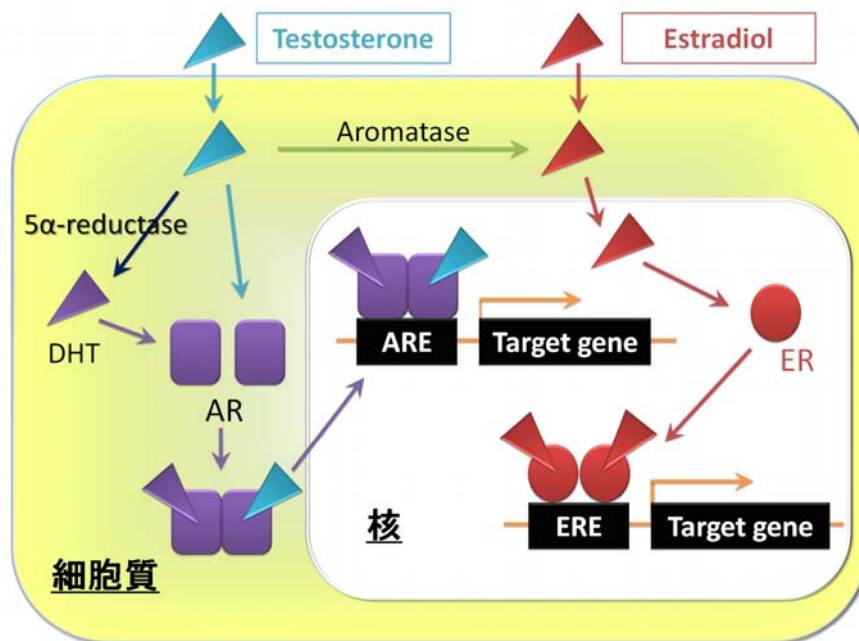 Testosterone
Estradiol
Aromatase
5α-reductase
DHT
AR
ARE
Target gene
ER
ERE
Target gene
核
細胞質